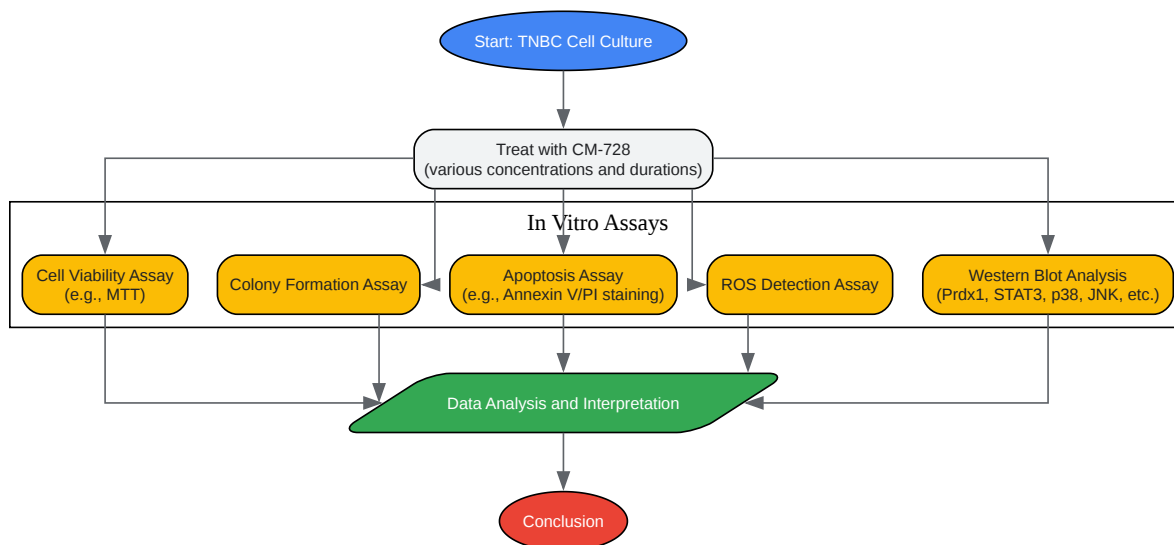 Start: TNBC Cell Culture
Treat with CM-728
(various concentrations and durations)
In Vitro Assays
Cell Viability Assay
(e.g., MTT)
Colony Formation Assay
Apoptosis Assay
(e.g., Annexin V/PI staining)
ROS Detection Assay
Western Blot Analysis
(Prdx1, STAT3, p38, JNK, etc.)
Data Analysis and Interpretation
Conclusion